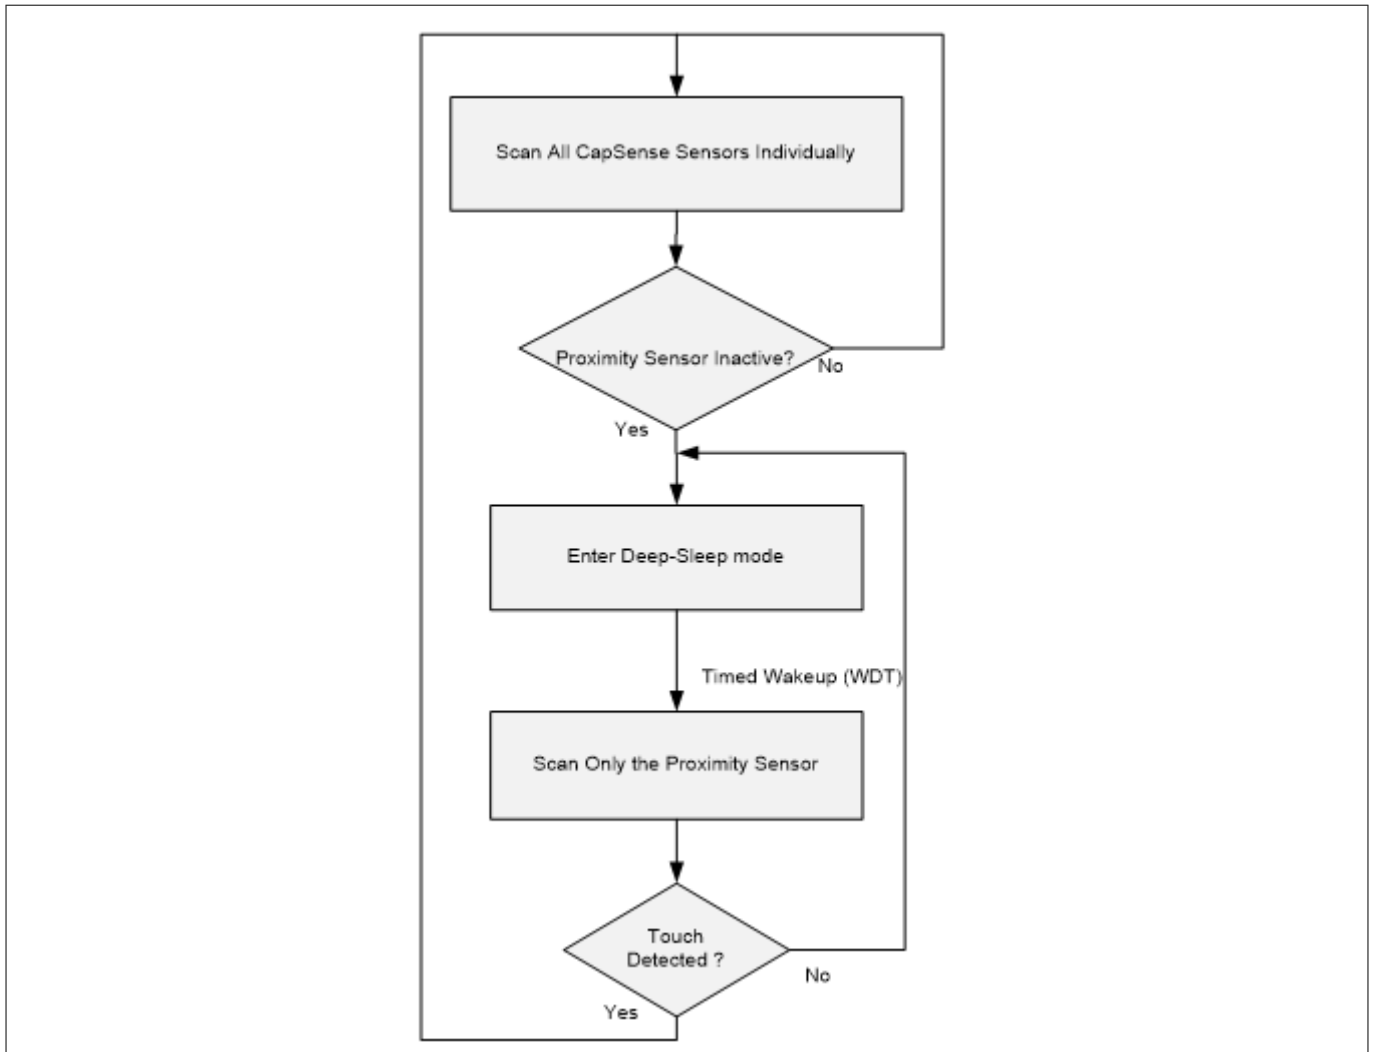 Scan All CapSense Sensors Individually
Proximity Sensor Inactive?
No
Yes
Enter Deep-Sleep mode
Timed Wakeup (WDT)
Scan Only the Proximity Sensor
Touch
Detected ?
No
Yes